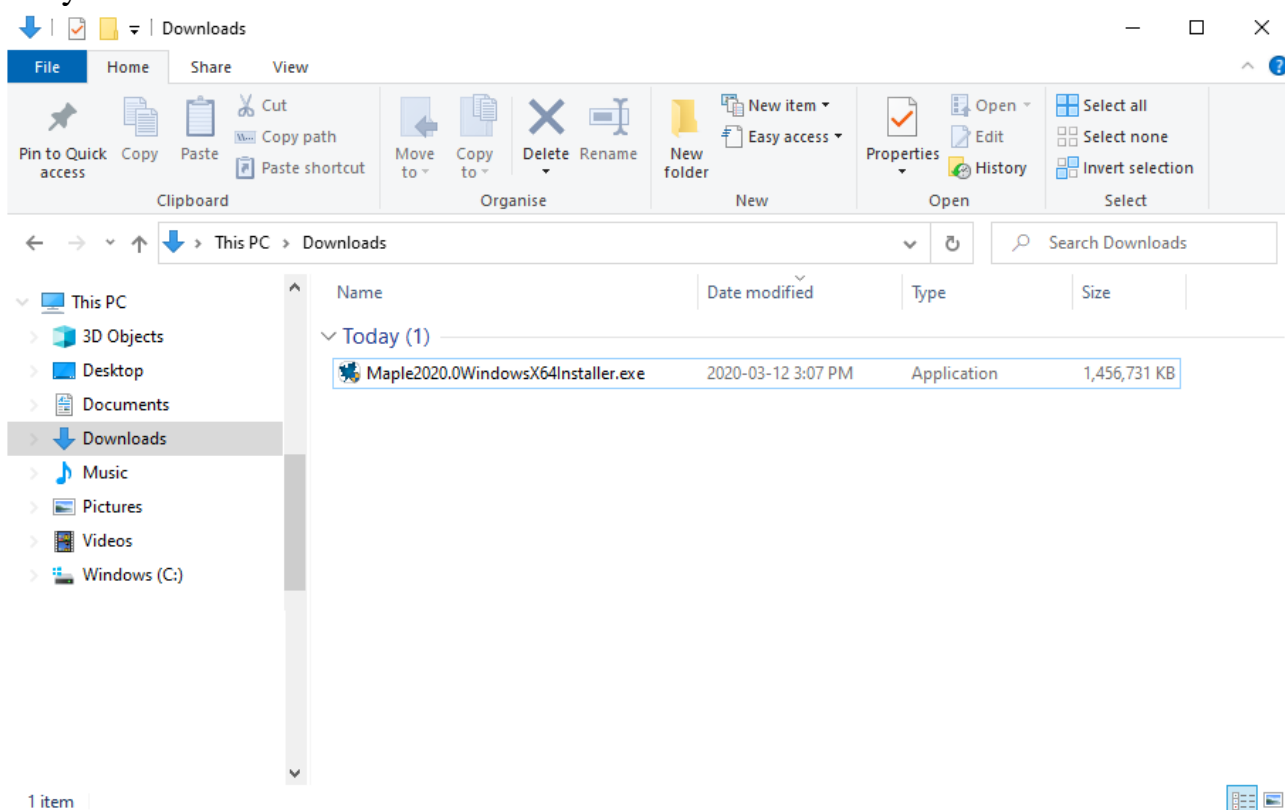 Downloads
File Home Share View
Pin to Quick access
Copy
Paste
Cut
Copy path
Paste shortcut
Clipboard
Move to
Copy to
Delete
Rename
Organise
New folder
New item
Easy access
New
Properties
Open
Edit
History
Open
Select all
Select none
Invert selection
Select
This PC › Downloads
Search Downloads
This PC
3D Objects
Desktop
Documents
Downloads
Music
Pictures
Videos
Windows (C:)
Name Date modified Type Size
Today (1)
Maple2020.0WindowsX64Installer.exe 2020-03-12 3:07 PM Application 1,456,731 KB
1 item